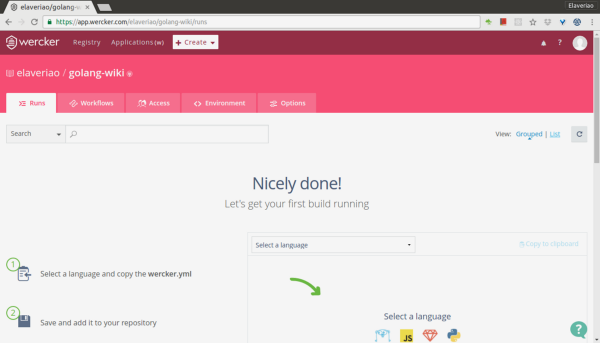 elaveriao/golang-w
Elaveriao
https://app.wercker.com/elaveriao/golang-wiki/runs
wercker Registry Applications (w) + Create ?
elaveriao / golang-wiki
Runs Workflows Access Environment Options
Search View: Grouped | List
Nicely done!
Let's get your first build running
Select a language Copy to clipboard
1 Select a language and copy the wercker.yml
Select a language
2 Save and add it to your repository
JS
?